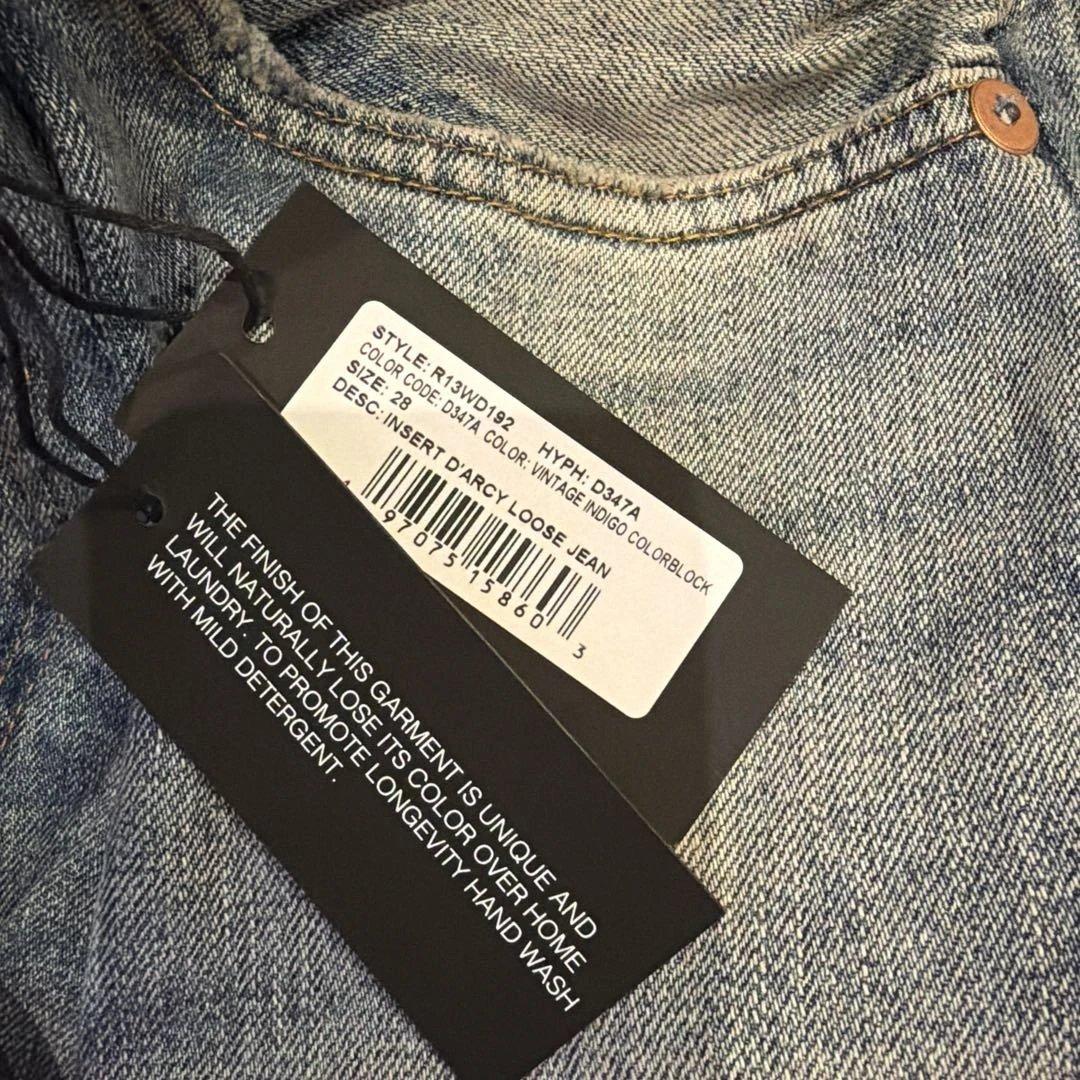 STYLE: R13WD192 HYPH: D347A
COLOR CODE: D347A COLOR: VINTAGE INDIGO COLORBLOCK
SIZE: 28
DESC: INSERT D'ARCY LOOSE JEAN
97075 15860 3
THE FINISH OF THIS GARMENT IS UNIQUE AND
WILL NATURALLY LOSE ITS COLOR OVER HOME
LAUNDRY. TO PROMOTE LONGEVITY HAND WASH
WITH MILD DETERGENT.